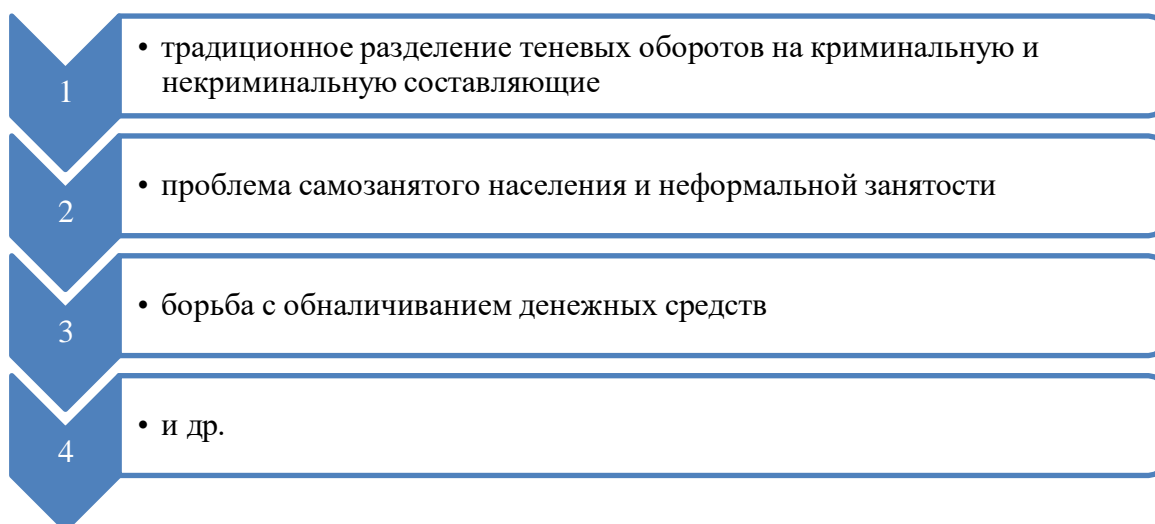 1
• традиционное разделение теневых оборотов на криминальную и
некриминальную составляющие
2
• проблема самозанятого населения и неформальной занятости
3
• борьба с обналичиванием денежных средств
4
• и др.